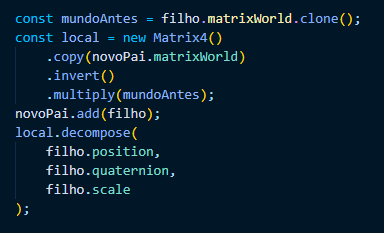 const mundoAntes = filho.matrixWorld.clone();
const local = new Matrix4()
    .copy(novoPai.matrixWorld)
    .invert()
    .multiply(mundoAntes);
novoPai.add(filho);
local.decompose(
    filho.position,
    filho.quaternion,
    filho.scale
);